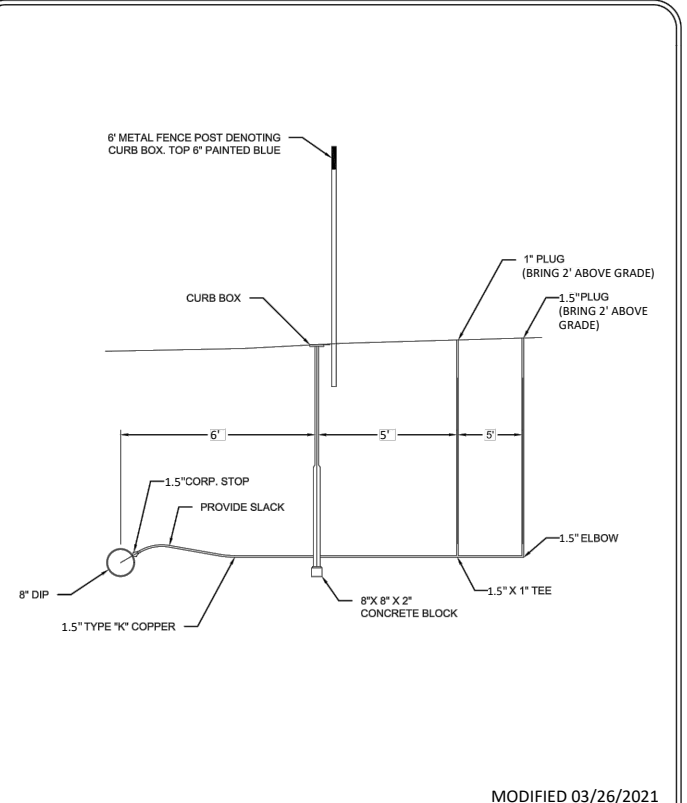 6' METAL FENCE POST DENOTING
CURB BOX. TOP 6" PAINTED BLUE
1" PLUG
(BRING 2' ABOVE GRADE)
CURB BOX
1.5"PLUG
(BRING 2' ABOVE
GRADE)
6'
5'
5'
1.5"CORP. STOP
PROVIDE SLACK
1.5" ELBOW
8" DIP
1.5" X 1" TEE
8"X 8" X 2"
CONCRETE BLOCK
1.5" TYPE "K" COPPER
MODIFIED 03/26/2021